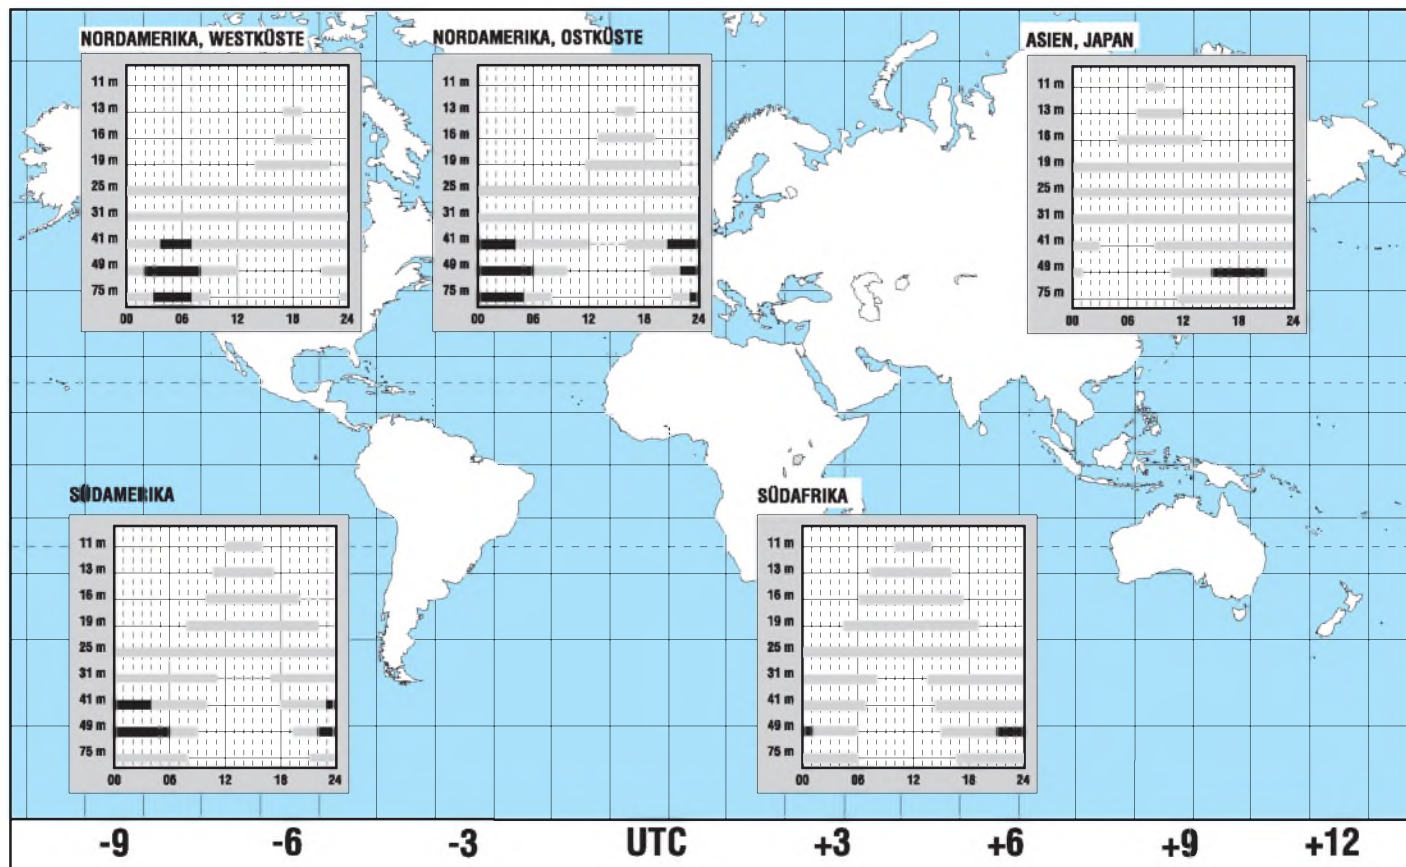 NORDAMERIKA, WESTKÜSTE
11 m
13 m
16 m
19 m
25 m
31 m
41 m
49 m
75 m
00 06 12 18 24
NORDAMERIKA, OSTKÜSTE
11 m
13 m
16 m
19 m
25 m
31 m
41 m
49 m
75 m
00 06 12 18 24
ASIEN, JAPAN
11 m
13 m
16 m
19 m
25 m
31 m
41 m
49 m
75 m
00 06 12 18 24
SÜDAMERIKA
11 m
13 m
16 m
19 m
25 m
31 m
41 m
49 m
75 m
00 06 12 18 24
SÜDAFRIKA
11 m
13 m
16 m
19 m
25 m
31 m
41 m
49 m
75 m
00 06 12 18 24
-9 -6 -3 UTC +3 +6 +9 +12